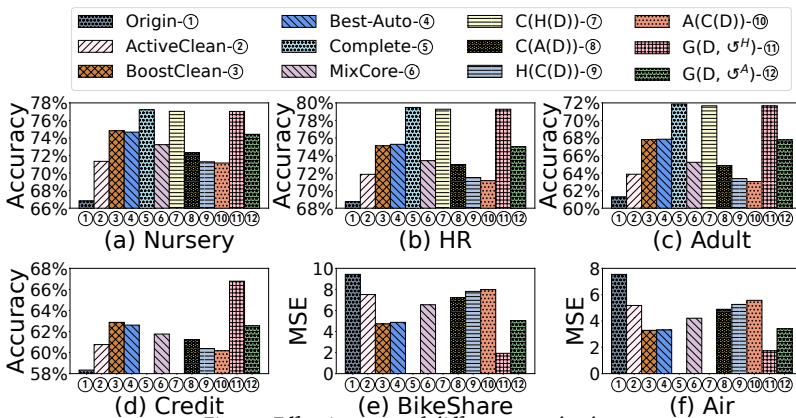 Origin-① Best-Auto-④ C(H(D))-⑦ A(C(D))-⑩
ActiveClean-② Complete-⑤ C(A(D))-⑧ G(D, ↺ᴴ)-⑪
BoostClean-③ MixCore-⑥ H(C(D))-⑨ G(D, ↺ᴬ)-⑫
Accuracy
78%
76%
74%
72%
70%
68%
66%
①②③④⑤⑥⑦⑧⑨⑩⑪⑫
(a) Nursery
Accuracy
80%
78%
76%
74%
72%
70%
68%
①②③④⑤⑥⑦⑧⑨⑩⑪⑫
(b) HR
Accuracy
72%
70%
68%
66%
64%
62%
60%
①②③④⑤⑥⑦⑧⑨⑩⑪⑫
(c) Adult
Accuracy
68%
66%
64%
62%
60%
58%
①②③④⑤⑥⑦⑧⑨⑩⑪⑫
(d) Credit
MSE
10
8
6
4
2
0
①②③④⑤⑥⑦⑧⑨⑩⑪⑫
(e) BikeShare
MSE
8
6
4
2
0
①②③④⑤⑥⑦⑧⑨⑩⑪⑫
(f) Air